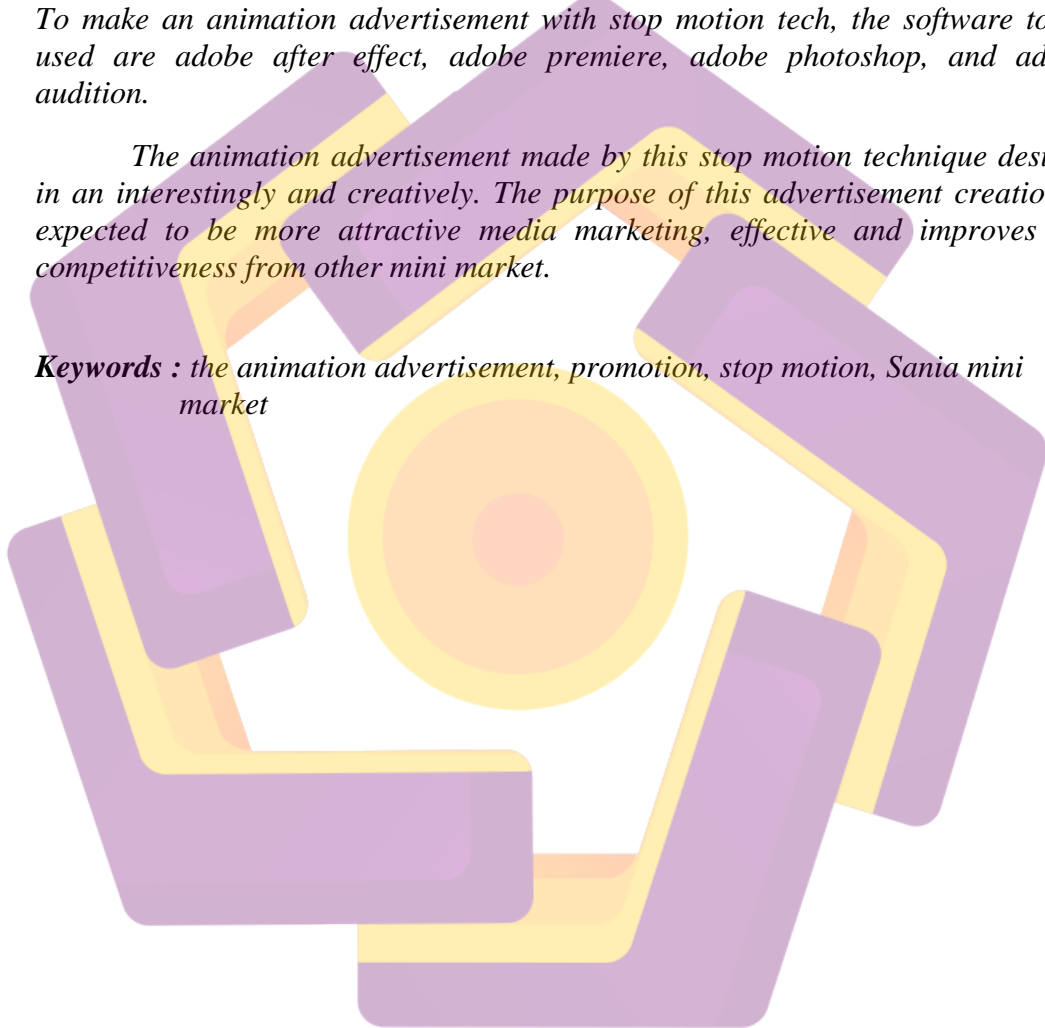 To make an animation advertisement with stop motion tech, the software to
used are adobe after effect, adobe premiere, adobe photoshop, and ad
audition.
The animation advertisement made by this stop motion technique desi
in an interestingly and creatively. The purpose of this advertisement creatio
expected to be more attractive media marketing, effective and improves
competitiveness from other mini market.
Keywords : the animation advertisement, promotion, stop motion, Sania mini
market